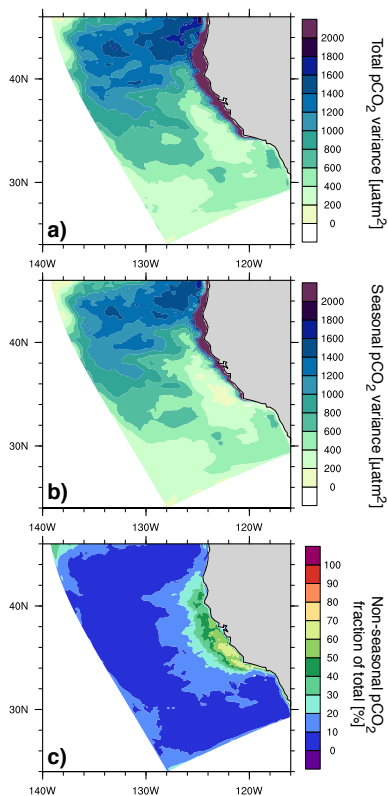 40N
30N
a)
140W 130W 120W
2000
1800
1600
1400
1200
1000
800
600
400
200
0
Total pCO₂ variance [µatm²]
40N
30N
b)
140W 130W 120W
2000
1800
1600
1400
1200
1000
800
600
400
200
0
Seasonal pCO₂ variance [µatm²]
40N
30N
c)
140W 130W 120W
100
90
80
70
60
50
40
30
20
10
0
Non-seasonal pCO₂
fraction of total [%]